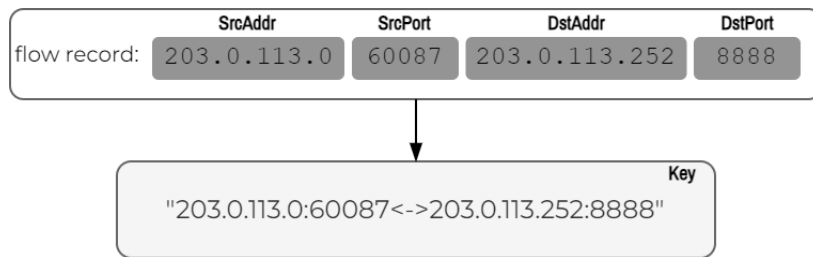 SrcAddr SrcPort DstAddr DstPort
flow record: 203.0.113.0 60087 203.0.113.252 8888
Key
"203.0.113.0:60087<->203.0.113.252:8888"